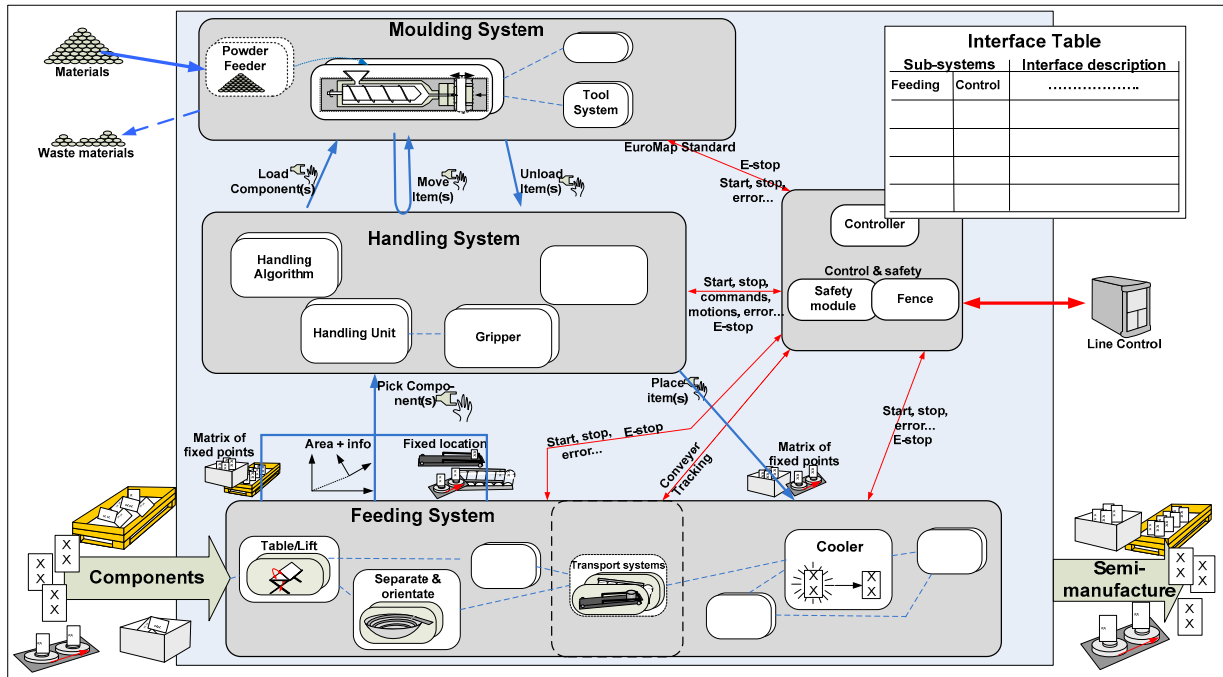 Moulding System
Materials
Powder
Feeder
Tool
System
Waste materials
Interface Table
Sub-systems
Interface description
Feeding
Control
...................
EuroMap Standard
E-stop
Start, stop,
error...
Load
Component(s)
Move
Item(s)
Unload
Item(s)
Handling System
Handling
Algorithm
Handling Unit
Gripper
Controller
Control & safety
Safety
module
Fence
Line Control
Start, stop,
commands,
motions, error...
E-stop
Pick Compo-
nent(s)
Place
item(s)
Start, stop,
error...
E-stop
Conveyor
Tracking
Start, stop,
error...
E-stop
Matrix of
fixed points
Area + info
Fixed location
Matrix of
fixed points
Feeding System
Table/Lift
Separate &
orientate
Transport systems
Cooler
X
X
X
X
Components
X
X
X
X
X
X
Semi-
manufacture
X
X
X
X
X
X